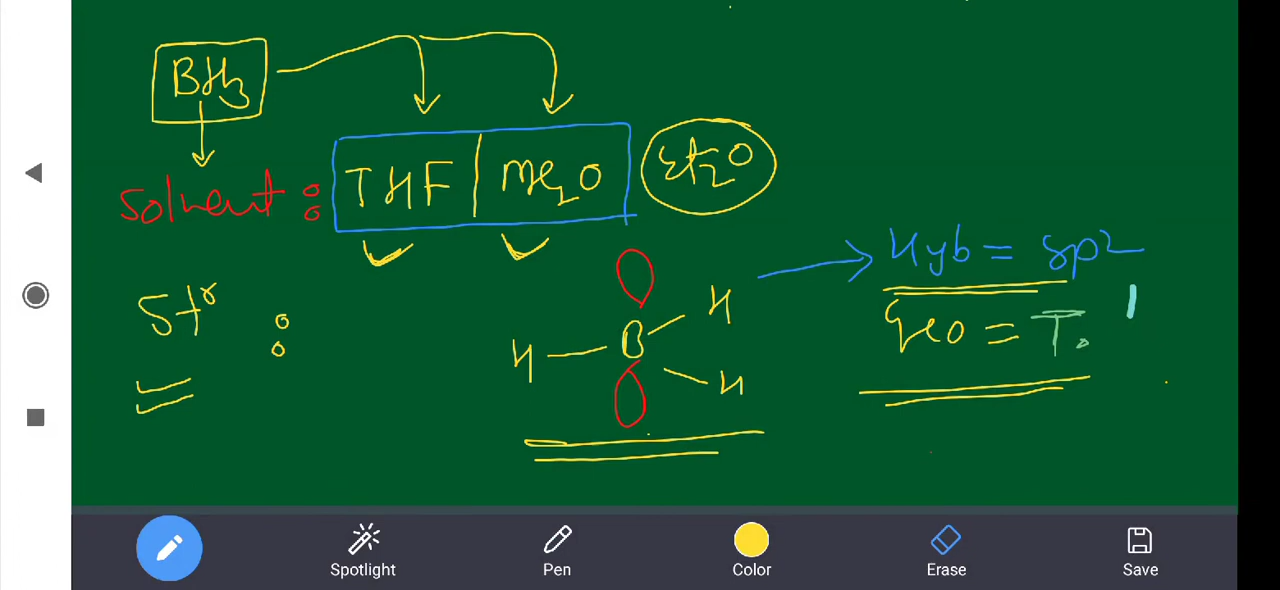 BH3
Solvent : THF | Me2O Et2O
Hyb = sp2
Str :
H B H H
Geo = T.
Spotlight Pen Color Erase Save